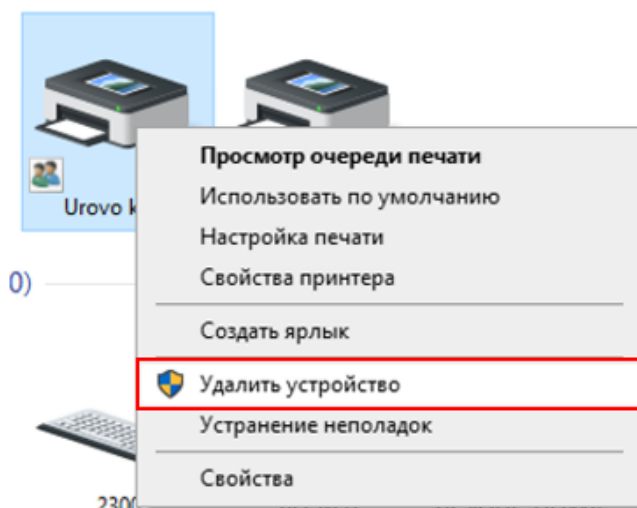 Просмотр очереди печати
Использовать по умолчанию
Urovo
Настройка печати
Свойства принтера
0)
Создать ярлык
Удалить устройство
Устранение неполадок
Свойства
2300